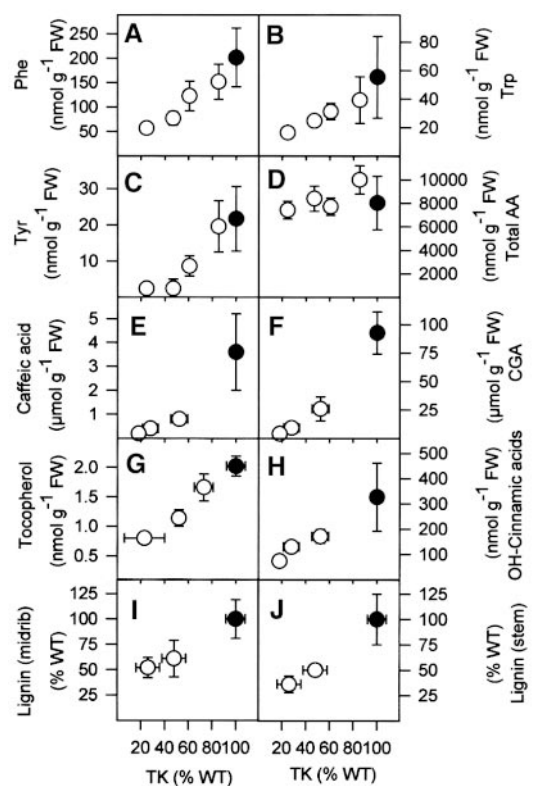 A
Phe
(nmol g⁻¹ FW)
250
200
150
100
50
B
80
60
40
20
(nmol g⁻¹ FW)
Trp
C
Tyr
(nmol g⁻¹ FW)
30
20
10
D
10000
8000
6000
4000
2000
(nmol g⁻¹ FW)
Total AA
E
Caffeic acid
(μmol g⁻¹ FW)
5
4
3
2
1
F
100
75
50
25
(μmol g⁻¹ FW)
CGA
G
Tocopherol
(nmol g⁻¹ FW)
2.0
1.5
1.0
0.5
H
500
400
300
200
100
(nmol g⁻¹ FW)
OH-Cinnamic acids
I
Lignin (midrib)
(% WT)
125
100
75
50
25
J
125
100
75
50
25
(% WT)
Lignin (stem)
20 40 60 80 100
20 40 60 80 100
TK (% WT)
TK (% WT)